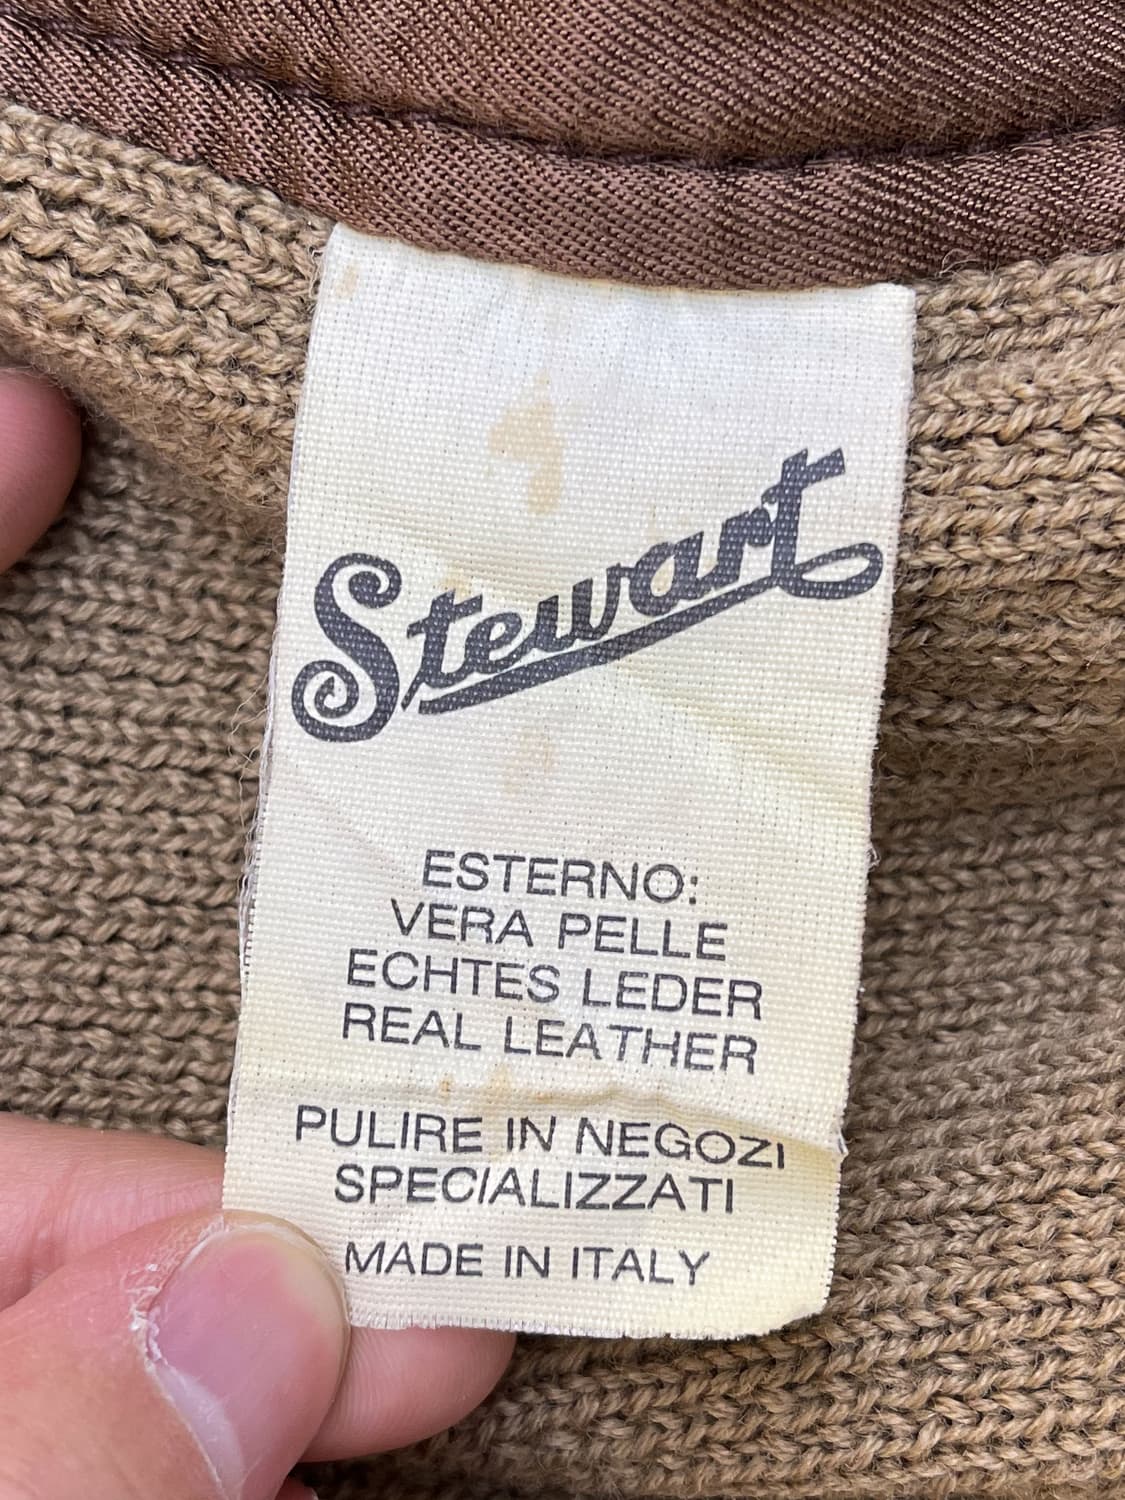 Stewart
ESTERNO:
VERA PELLE
ECHTES LEDER
REAL LEATHER
PULIRE IN NEGOZI
SPECIALIZZATI
MADE IN ITALY